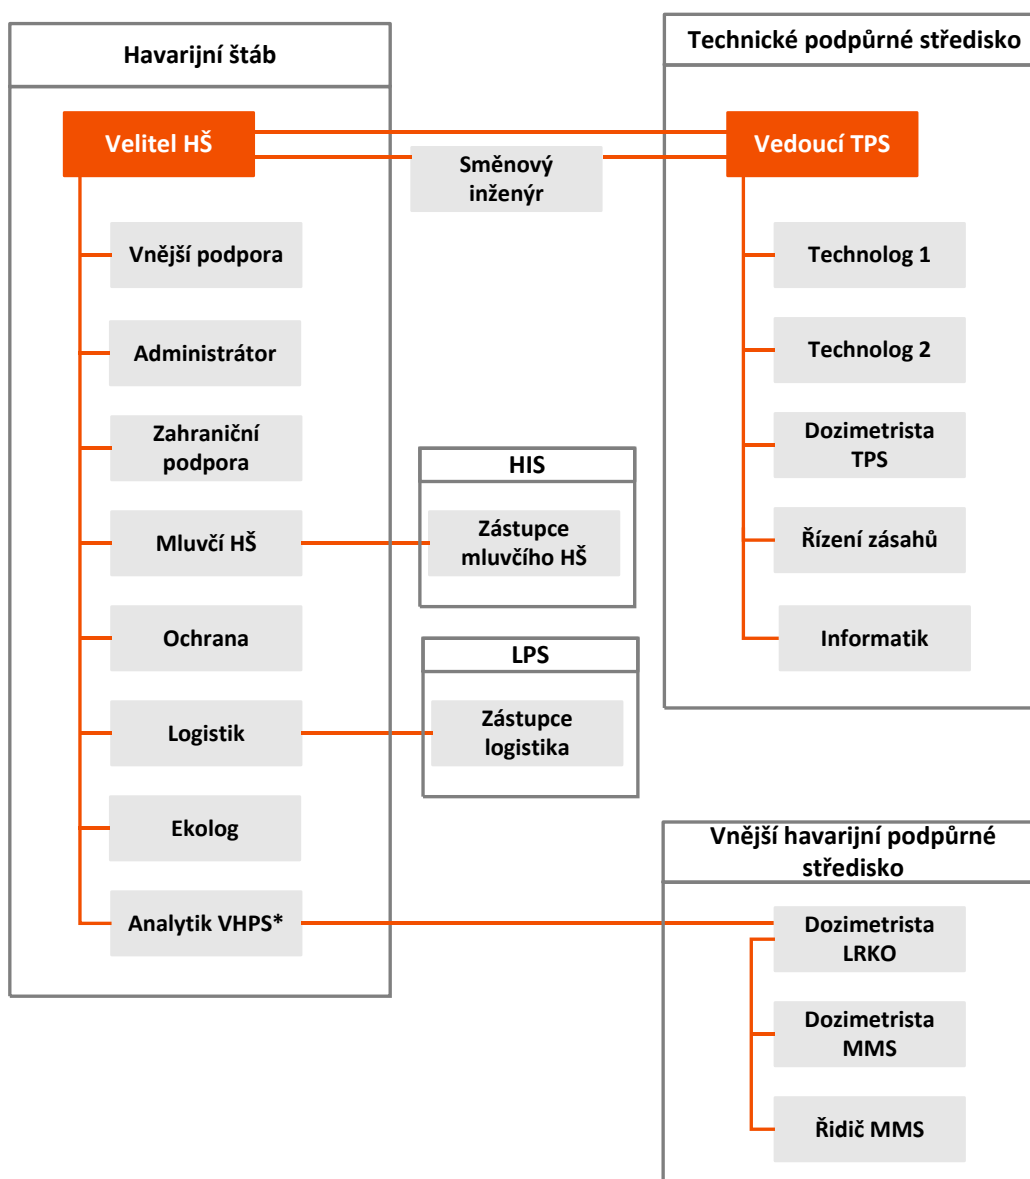 Havarijní štáb
Velitel HŠ
Směnový
inženýr
Vnější podpora
Administrátor
Zahraniční
podpora
Mluvčí HŠ
Ochrana
Logistik
Ekolog
Analytik VHPS*
HIS
Zástupce
mluvčího HŠ
LPS
Zástupce
logistika
Technické podpůrné středisko
Vedoucí TPS
Technolog 1
Technolog 2
Dozimetrista
TPS
Řízení zásahů
Informatik
Vnější havarijní podpůrné
středisko
Dozimetrista
LRKO
Dozimetrista
MMS
Řidič MMS